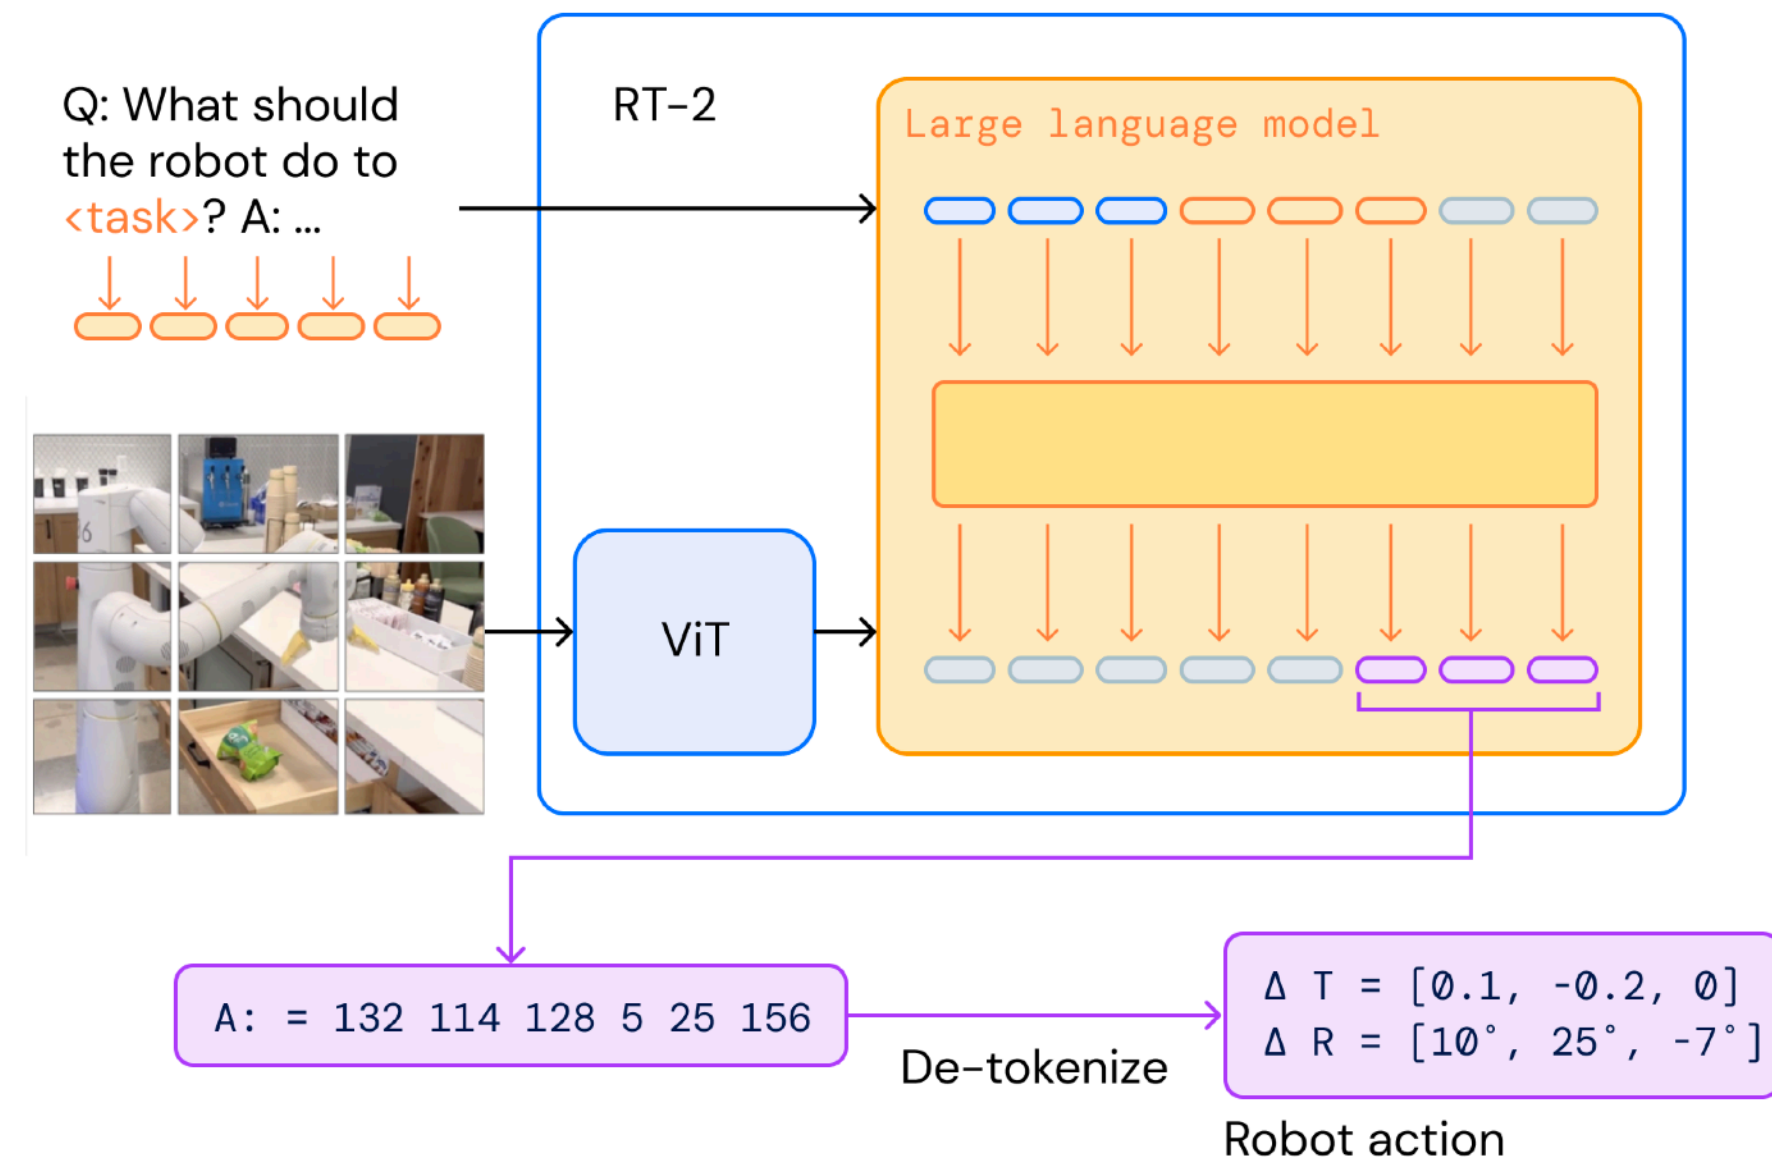 Q: What should
the robot do to
<task>? A: ...
RT-2
Large language model
ViT
A: = 132 114 128 5 25 156
De-tokenize
Δ T = [0.1, -0.2, 0]
Δ R = [10°, 25°, -7°]
Robot action